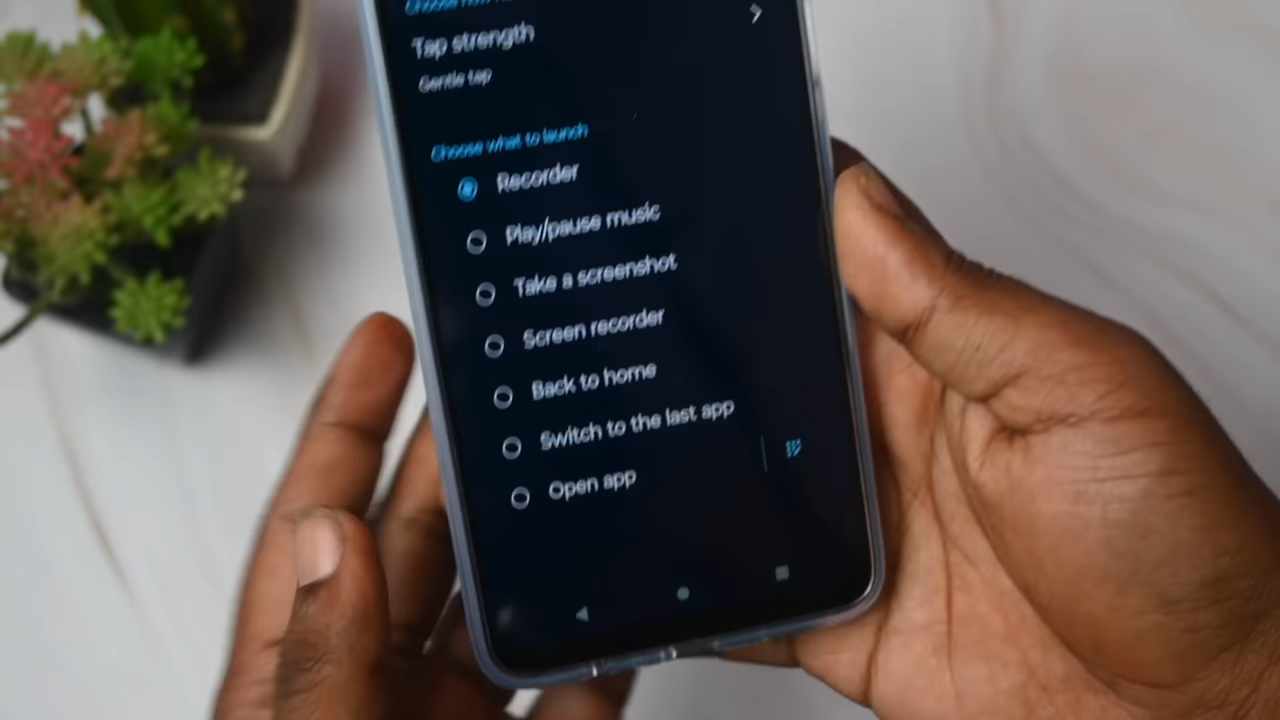 Tap strength
Gentle tap
Choose what to launch
Recorder
Play/pause music
Take a screenshot
Screen recorder
Back to home
Switch to the last app
Open app